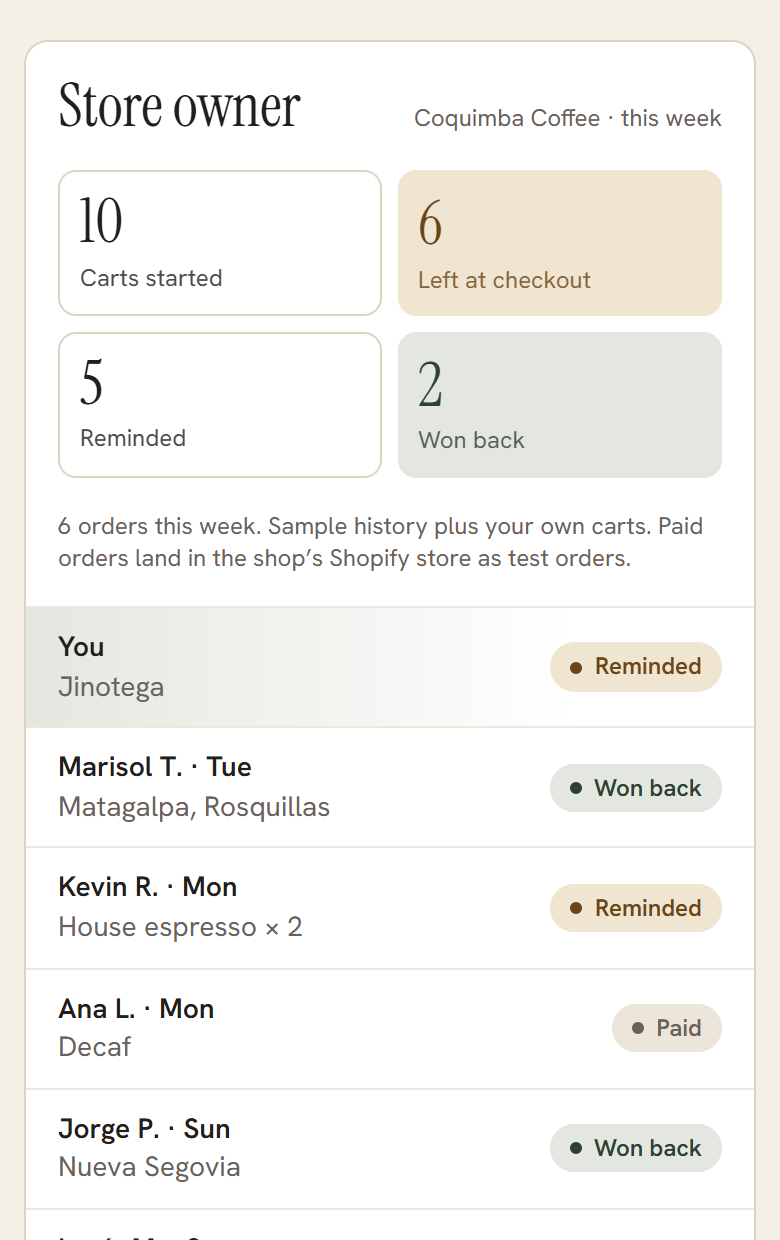 Store owner
Coquimba Coffee · this week
10
Carts started
6
Left at checkout
5
Reminded
2
Won back
6 orders this week. Sample history plus your own carts. Paid
orders land in the shop’s Shopify store as test orders.
You
Jinotega
Reminded
Marisol T. · Tue
Matagalpa, Rosquillas
Won back
Kevin R. · Mon
House espresso × 2
Reminded
Ana L. · Mon
Decaf
Paid
Jorge P. · Sun
Nueva Segovia
Won back